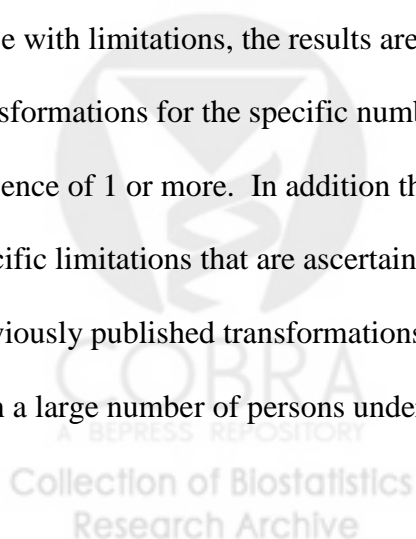 e with limitations, the results are
sformations for the specific numb
ence of 1 or more. In addition th
cific limitations that are ascertain
viously published transformations
n a large number of persons under
COBRA
A BEPRESS REPOSITORY
Collection of Biostatistics
Research Archive